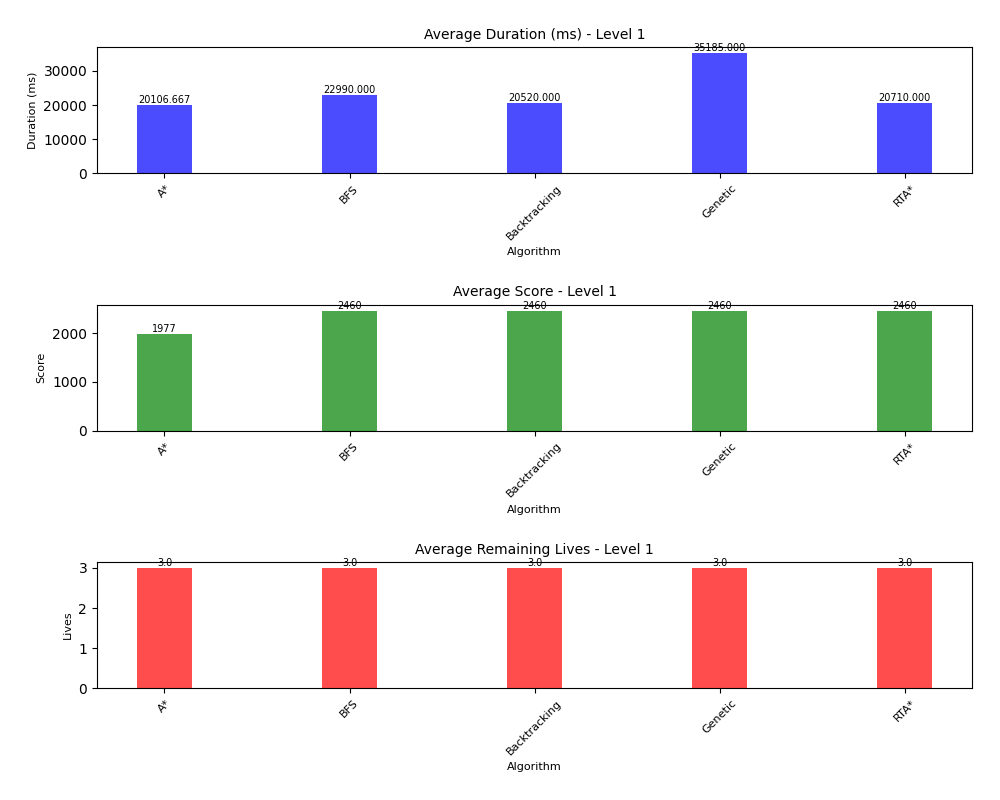 Average Duration (ms) - Level 1
Duration (ms)
30000
20000
10000
0
20106.667
22990.000
20520.000
35185.000
20710.000
A*
BFS
Backtracking
Genetic
RTA*
Algorithm
Average Score - Level 1
Score
2000
1000
0
1977
2460
2460
2460
2460
A*
BFS
Backtracking
Genetic
RTA*
Algorithm
Average Remaining Lives - Level 1
Lives
3
2
1
0
3.0
3.0
3.0
3.0
3.0
A*
BFS
Backtracking
Genetic
RTA*
Algorithm